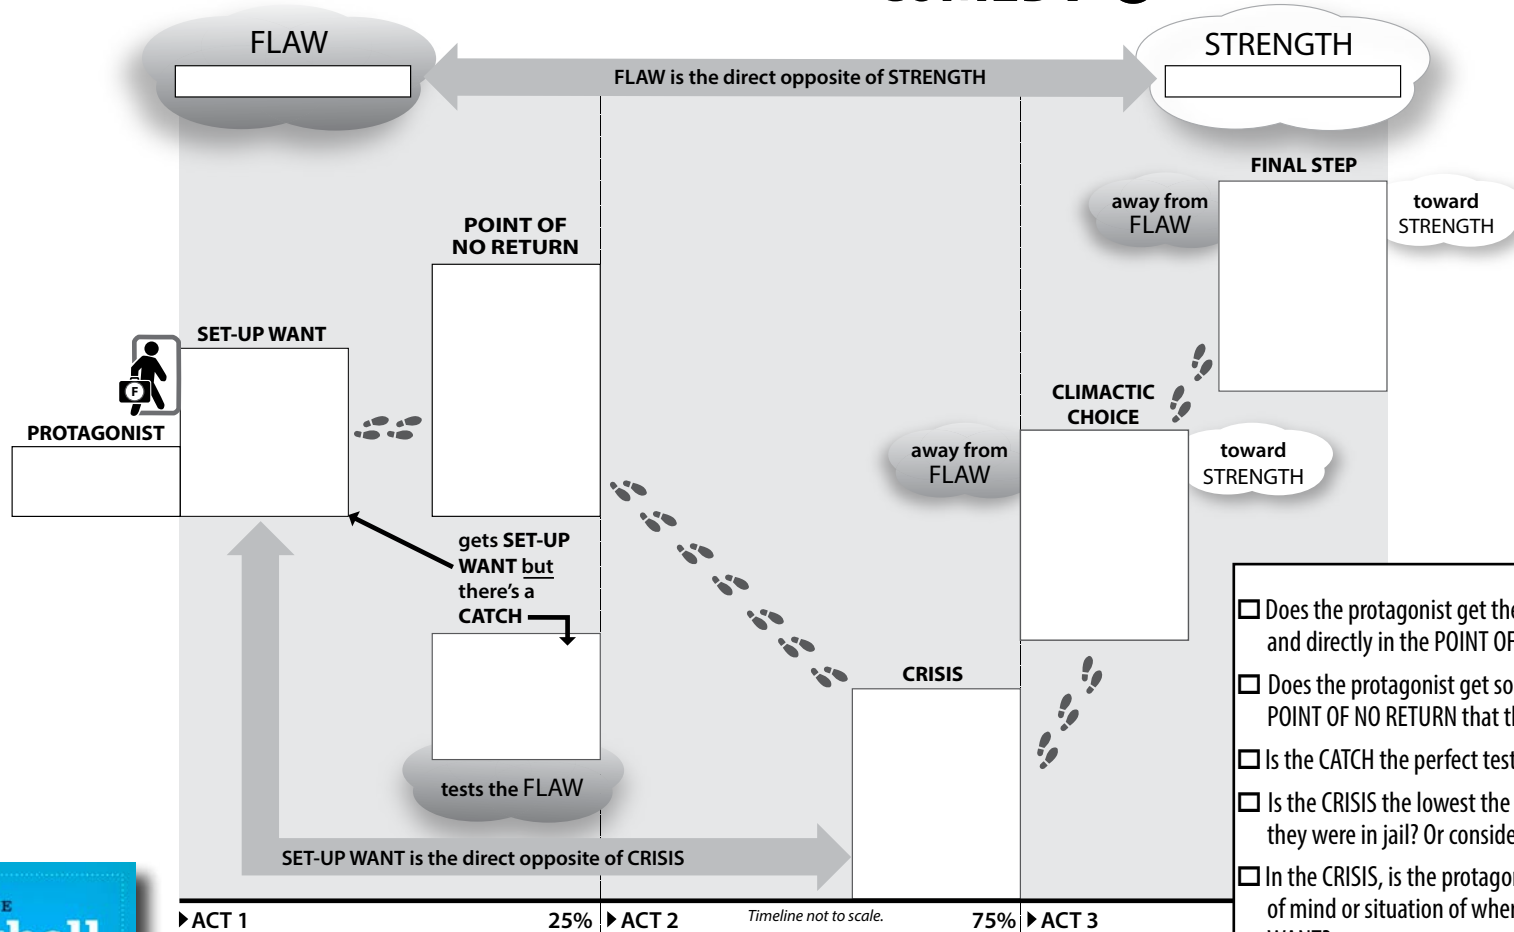 COMEDY
FLAW
STRENGTH
FLAW is the direct opposite of STRENGTH
FINAL STEP
away from
FLAW
toward
STRENGTH
POINT OF
NO RETURN
SET-UP WANT
F
PROTAGONIST
CLIMACTIC
CHOICE
away from
FLAW
toward
STRENGTH
gets SET-UP
WANT but
there's a
CATCH
tests the FLAW
CRISIS
SET-UP WANT is the direct opposite of CRISIS
Does the protagonist get the
and directly in the POINT OF
Does the protagonist get so
POINT OF NO RETURN that th
Is the CATCH the perfect test
Is the CRISIS the lowest the
they were in jail? Or conside
In the CRISIS, is the protagon
of mind or situation of wher
WANT?
ACT 1
25%
ACT 2
Timeline not to scale.
75%
ACT 3